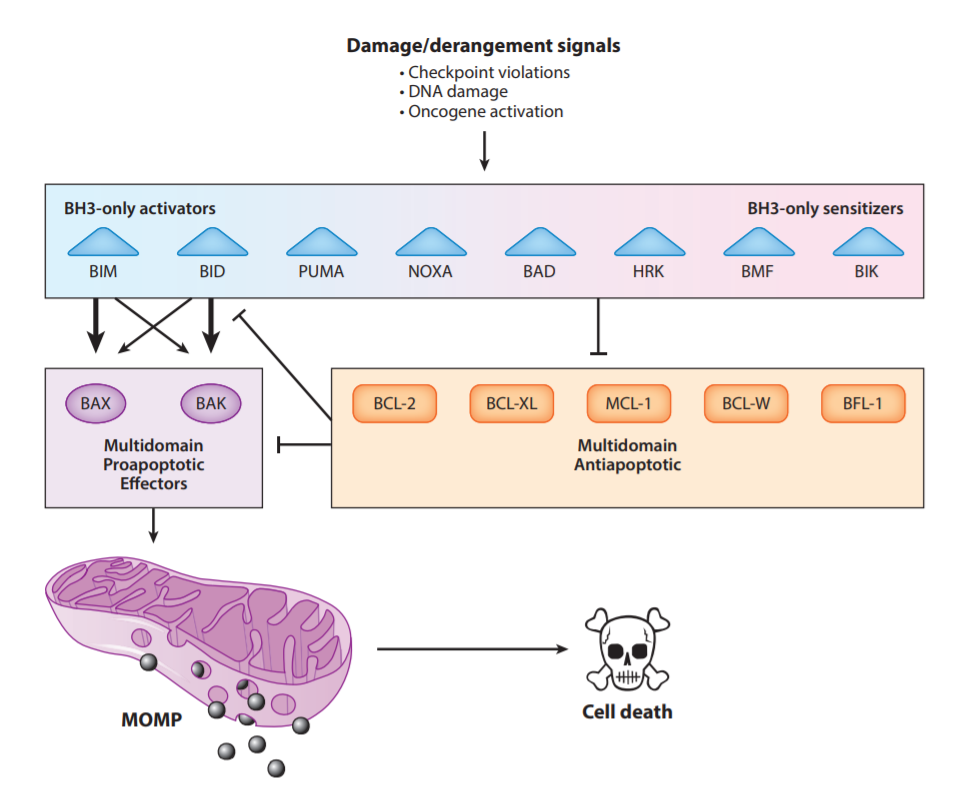 Damage/derangement signals
• Checkpoint violations
• DNA damage
• Oncogene activation
BH3-only activators
BH3-only sensitizers
BIM
BID
PUMA
NOXA
BAD
HRK
BMF
BIK
BAX
BAK
Multidomain
Proapoptotic
Effectors
BCL-2
BCL-XL
MCL-1
BCL-W
BFL-1
Multidomain
Antiapoptotic
MOMP
Cell death